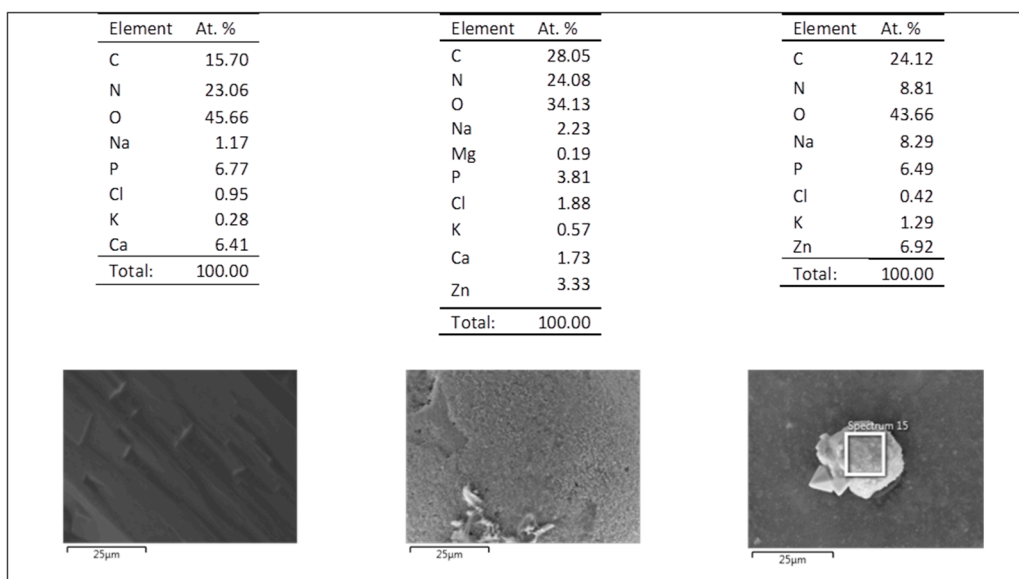 Element At. %
C 15.70
N 23.06
O 45.66
Na 1.17
P 6.77
Cl 0.95
K 0.28
Ca 6.41
Total: 100.00
Element At. %
C 28.05
N 24.08
O 34.13
Na 2.23
Mg 0.19
P 3.81
Cl 1.88
K 0.57
Ca 1.73
Zn 3.33
Total: 100.00
Element At. %
C 24.12
N 8.81
O 43.66
Na 8.29
P 6.49
Cl 0.42
K 1.29
Zn 6.92
Total: 100.00
25μm
25μm
Spectrum 15
25μm